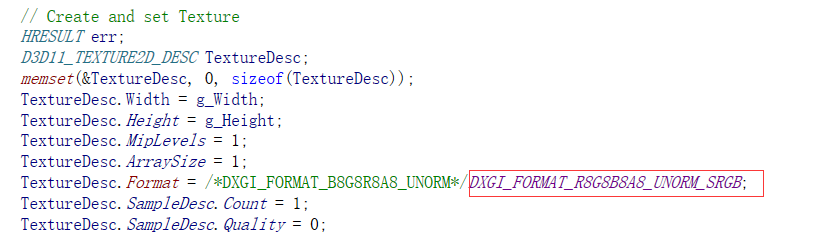 // Create and set Texture
HRESULT err;
D3D11_TEXTURE2D_DESC TextureDesc;
memset(&TextureDesc, 0, sizeof(TextureDesc));
TextureDesc.Width = g_Width;
TextureDesc.Height = g_Height;
TextureDesc.MipLevels = 1;
TextureDesc.ArraySize = 1;
TextureDesc.Format = /*DXGI_FORMAT_B8G8R8A8_UNORM*/DXGI_FORMAT_R8G8B8A8_UNORM_SRGB;
TextureDesc.SampleDesc.Count = 1;
TextureDesc.SampleDesc.Quality = 0;